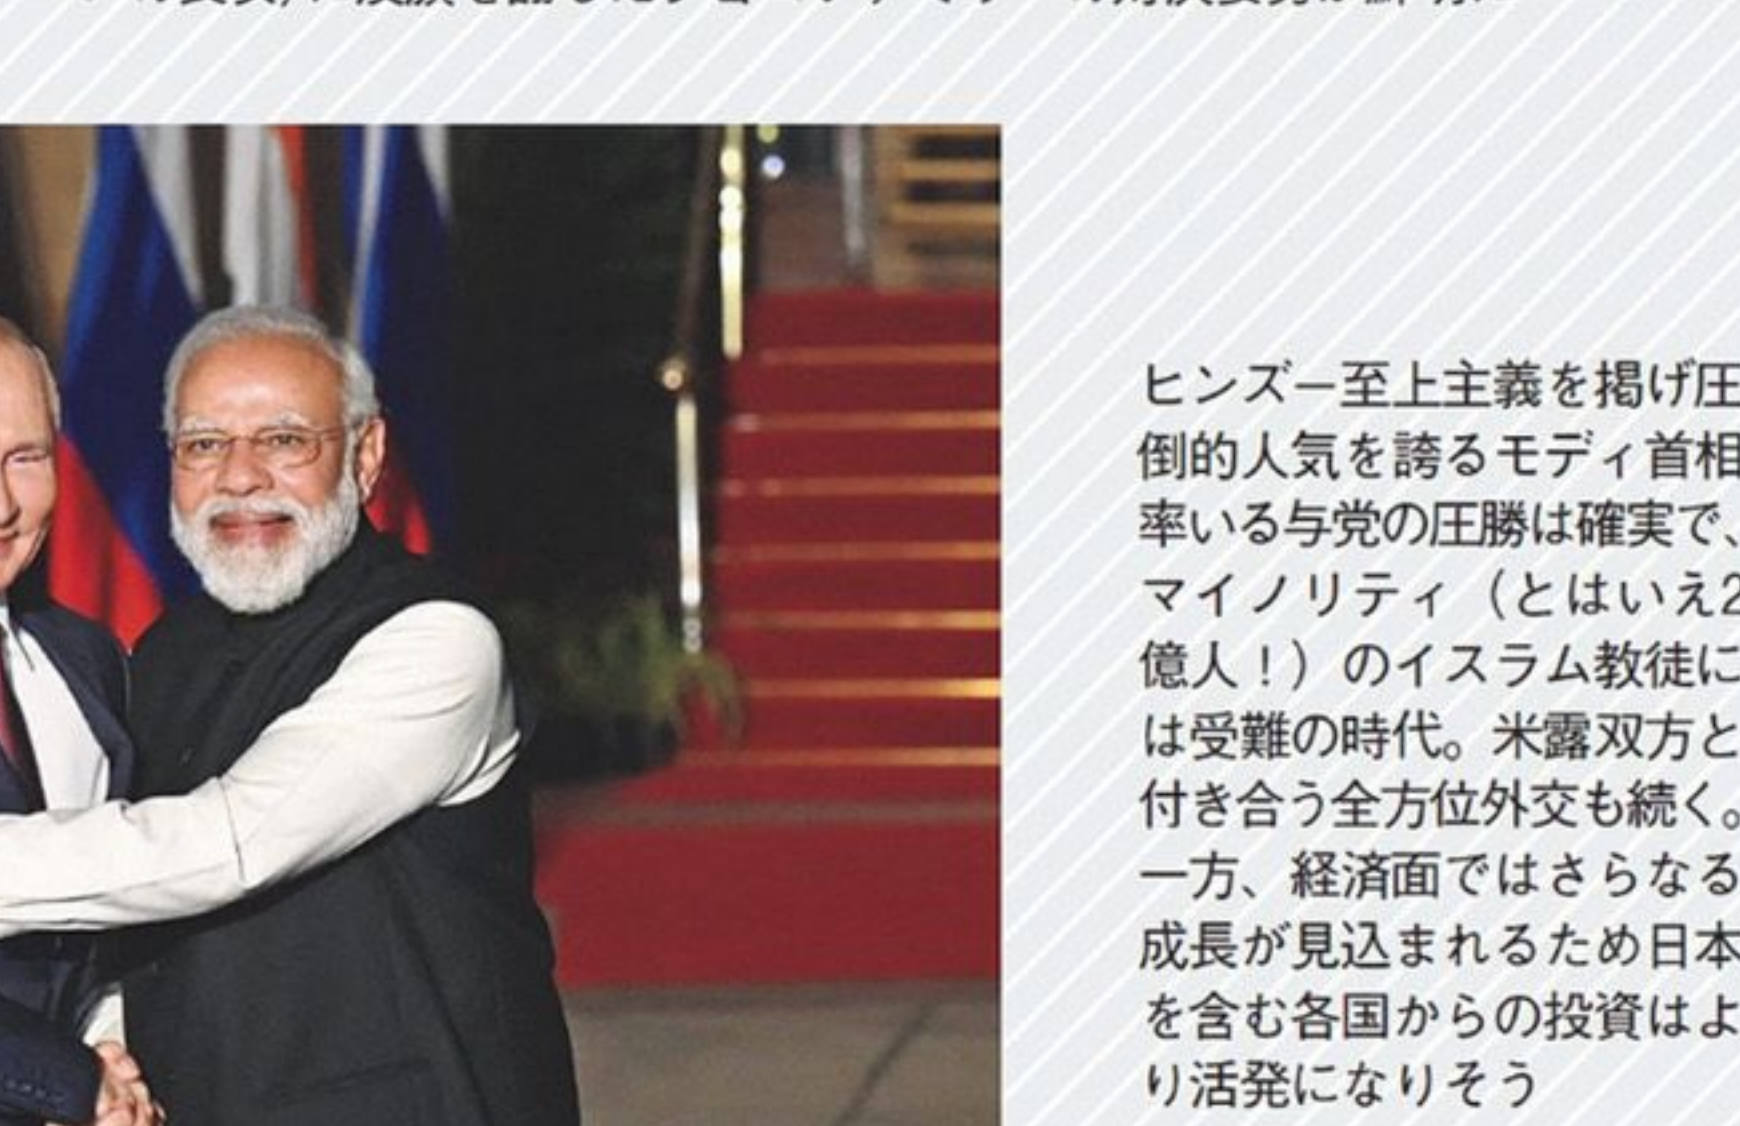 ヒンズー至上主義を掲げ圧
倒的人気を誇るモディ首相
率いる与党の圧勝は確実で、
マイノリティ（とはいえ2
億人！）のイスラム教徒に
は受難の時代。米露双方と
付き合う全方位外交も続く。
一方、経済面ではさらなる
成長が見込まれるため日本
を含む各国からの投資はよ
り活発になりそう